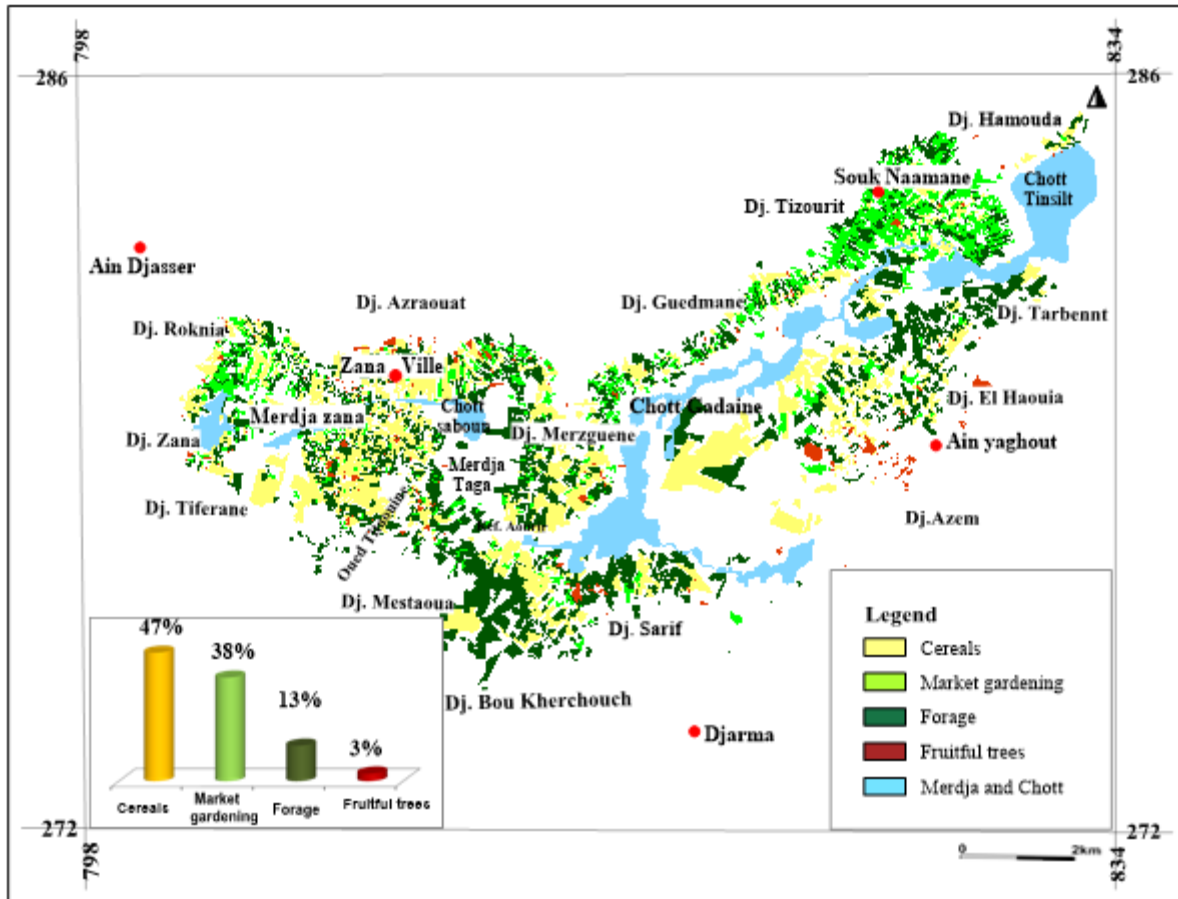 798
834
286
286
Dj. Hamouda
Souk Naamane
Chott
Tinsilt
Dj. Tizourit
Ain Djasser
Dj. Azraouat
Dj. Guedmane
Dj. Tarbennt
Dj. Roknia
Zana Ville
Dj. El Haouia
Merdja zana
Chott
saboun
Chott Gadaine
Dj. Zana
Dj. Merzguene
Ain yaghout
Merdja
Taga
Dj. Tiferane
Dj.Azem
Oued
Dj. Mestaoua
Dj. Sarif
Dj. Bou Kherchouch
Djarma
47%
38%
13%
3%
Cereals
Market
gardening
Forage
Fruitful trees
Legend
Cereals
Market gardening
Forage
Fruitful trees
Merdja and Chott
272
272
0
2km
798
834